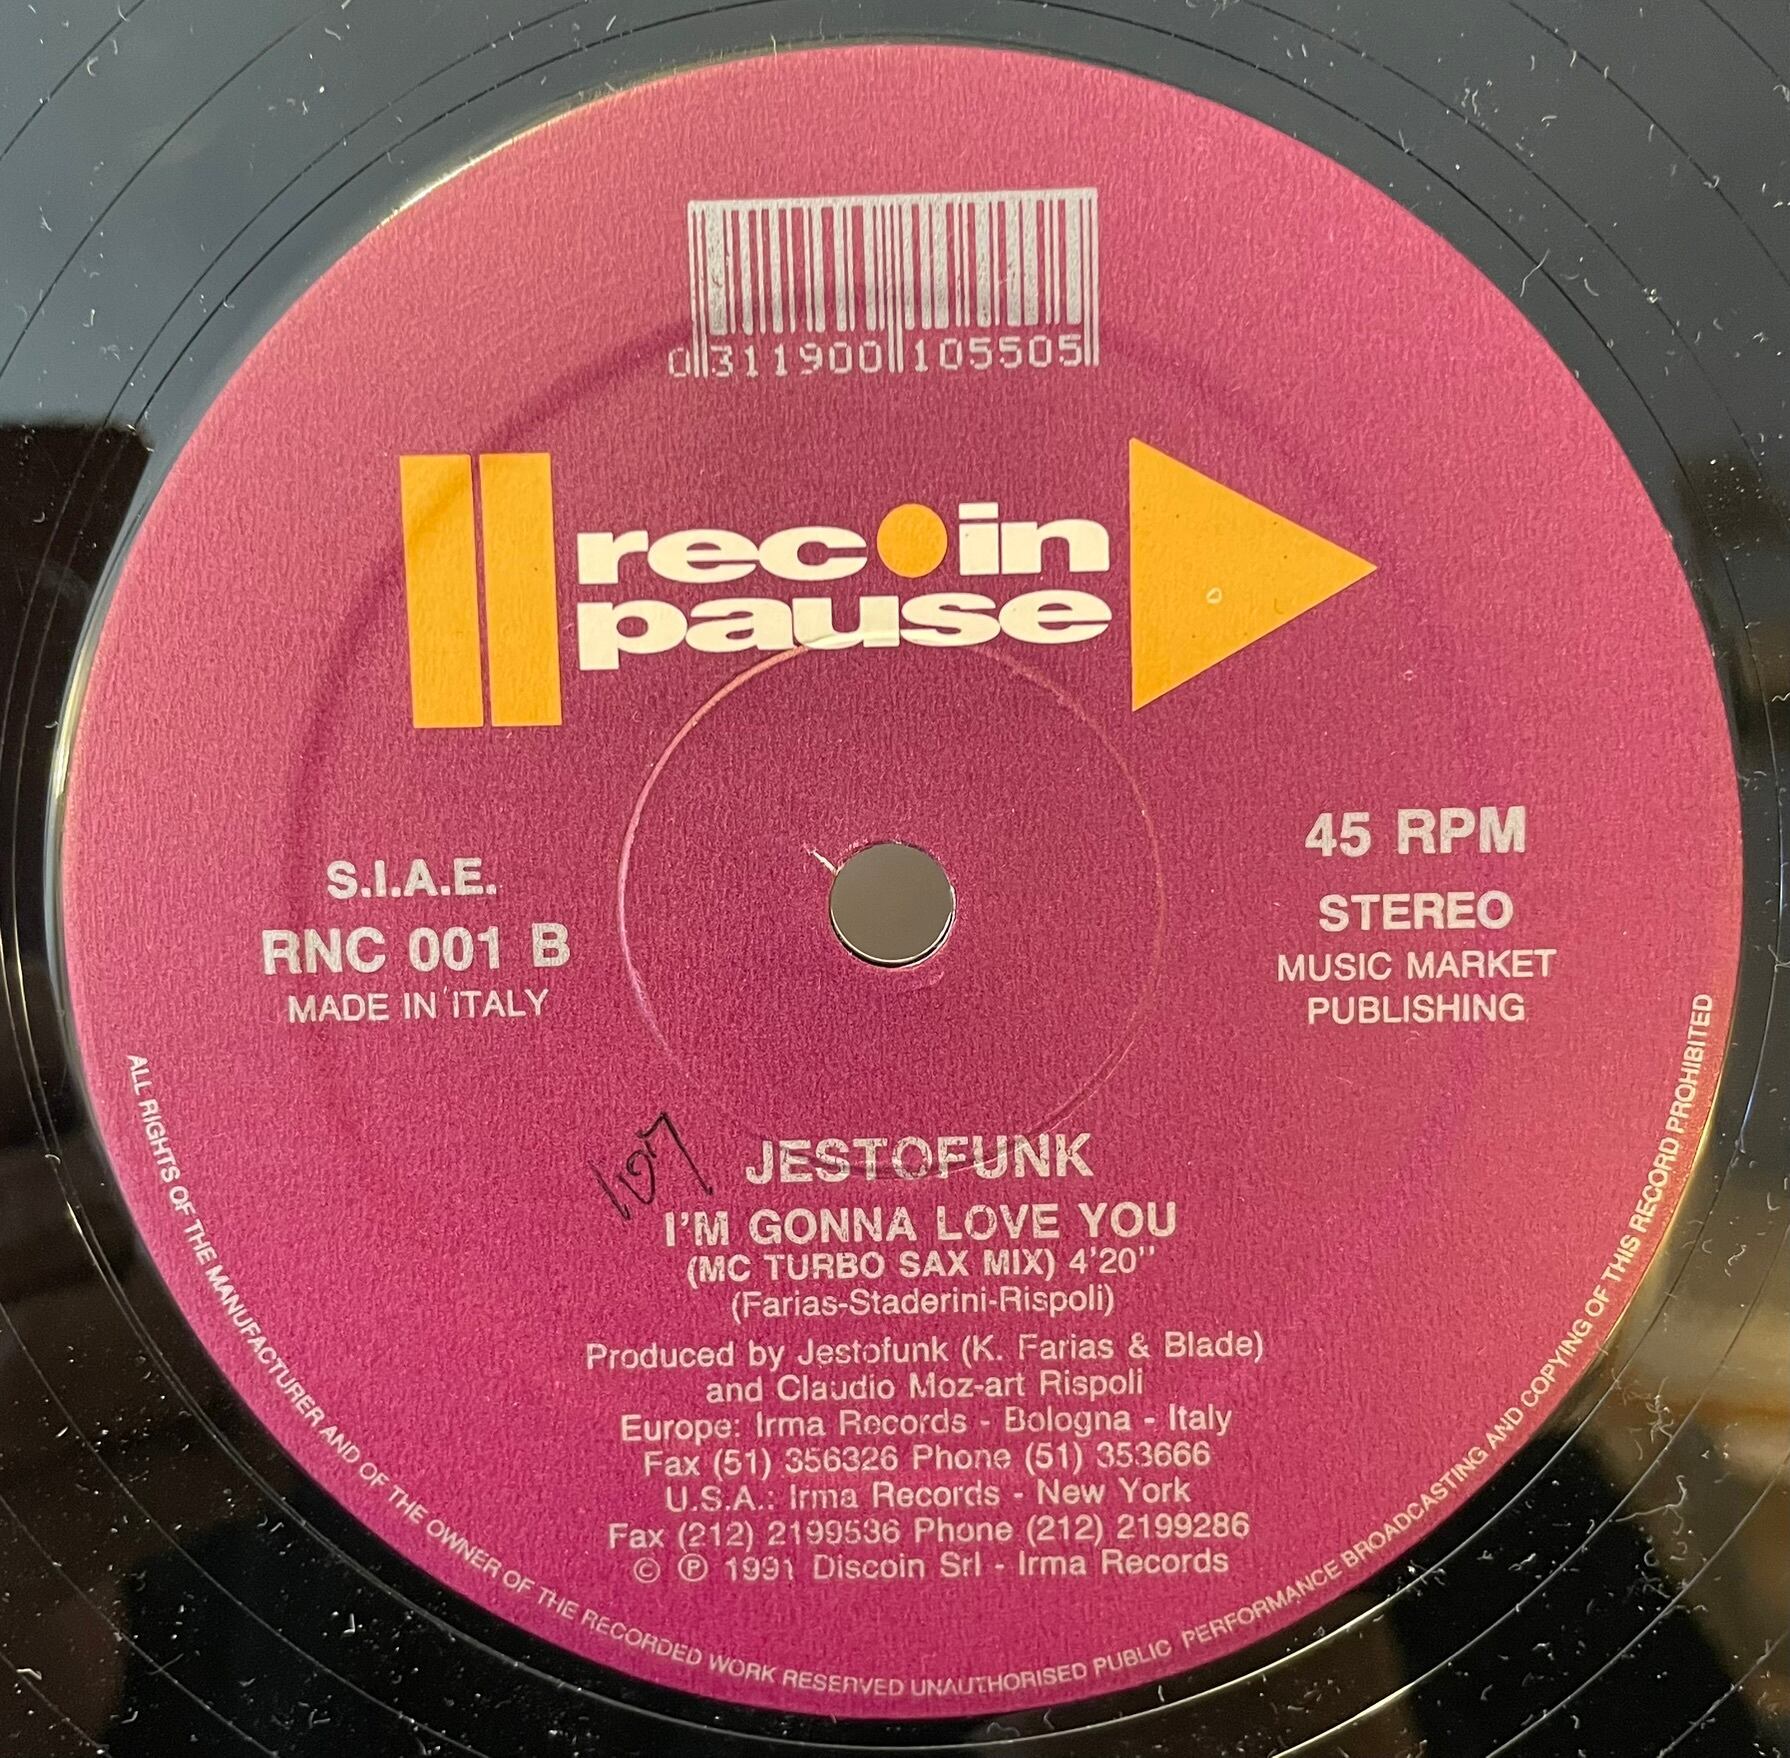 0 311900 105505
rec in
pause
S.I.A.E.
RNC 001 B
MADE IN ITALY
45 RPM
STEREO
MUSIC MARKET
PUBLISHING
107
JESTOFUNK
I'M GONNA LOVE YOU
(MC TURBO SAX MIX) 4'20"
(Farias-Staderini-Rispoli)
Produced by Jestofunk (K. Farias & Blade)
and Claudio Moz-art Rispoli
Europe: Irma Records - Bologna - Italy
Fax (51) 356326 Phone (51) 353666
U.S.A.: Irma Records - New York
Fax (212) 2199536 Phone (212) 2199286
© ℗ 1991 Discoin Srl - Irma Records
ALL RIGHTS OF THE MANUFACTURER AND OF THE OWNER OF THE RECORDED WORK RESERVED UNAUTHORISED PUBLIC PERFORMANCE BROADCASTING AND COPYING OF THIS RECORD PROHIBITED